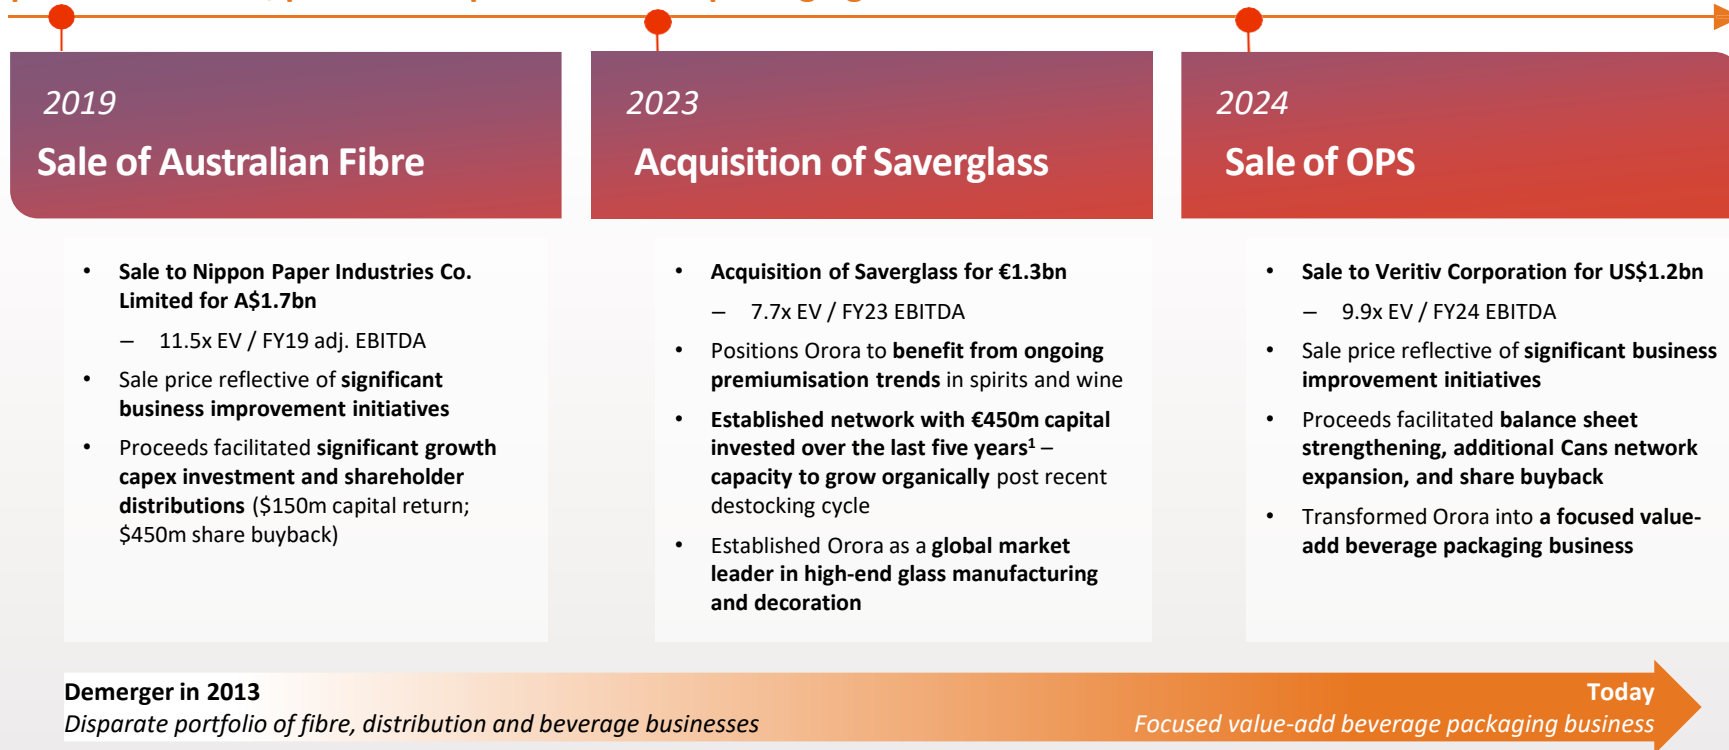 2019
Sale of Australian Fibre
• Sale to Nippon Paper Industries Co.
Limited for A$1.7bn
– 11.5x EV / FY19 adj. EBITDA
• Sale price reflective of significant
business improvement initiatives
• Proceeds facilitated significant growth
capex investment and shareholder
distributions ($150m capital return;
$450m share buyback)
2023
Acquisition of Saverglass
• Acquisition of Saverglass for €1.3bn
– 7.7x EV / FY23 EBITDA
• Positions Orora to benefit from ongoing
premiumisation trends in spirits and wine
• Established network with €450m capital
invested over the last five years¹ –
capacity to grow organically post recent
destocking cycle
• Established Orora as a global market
leader in high-end glass manufacturing
and decoration
2024
Sale of OPS
• Sale to Veritiv Corporation for US$1.2bn
– 9.9x EV / FY24 EBITDA
• Sale price reflective of significant business
improvement initiatives
• Proceeds facilitated balance sheet
strengthening, additional Cans network
expansion, and share buyback
• Transformed Orora into a focused value-
add beverage packaging business
Demerger in 2013
Disparate portfolio of fibre, distribution and beverage businesses
Today
Focused value-add beverage packaging business